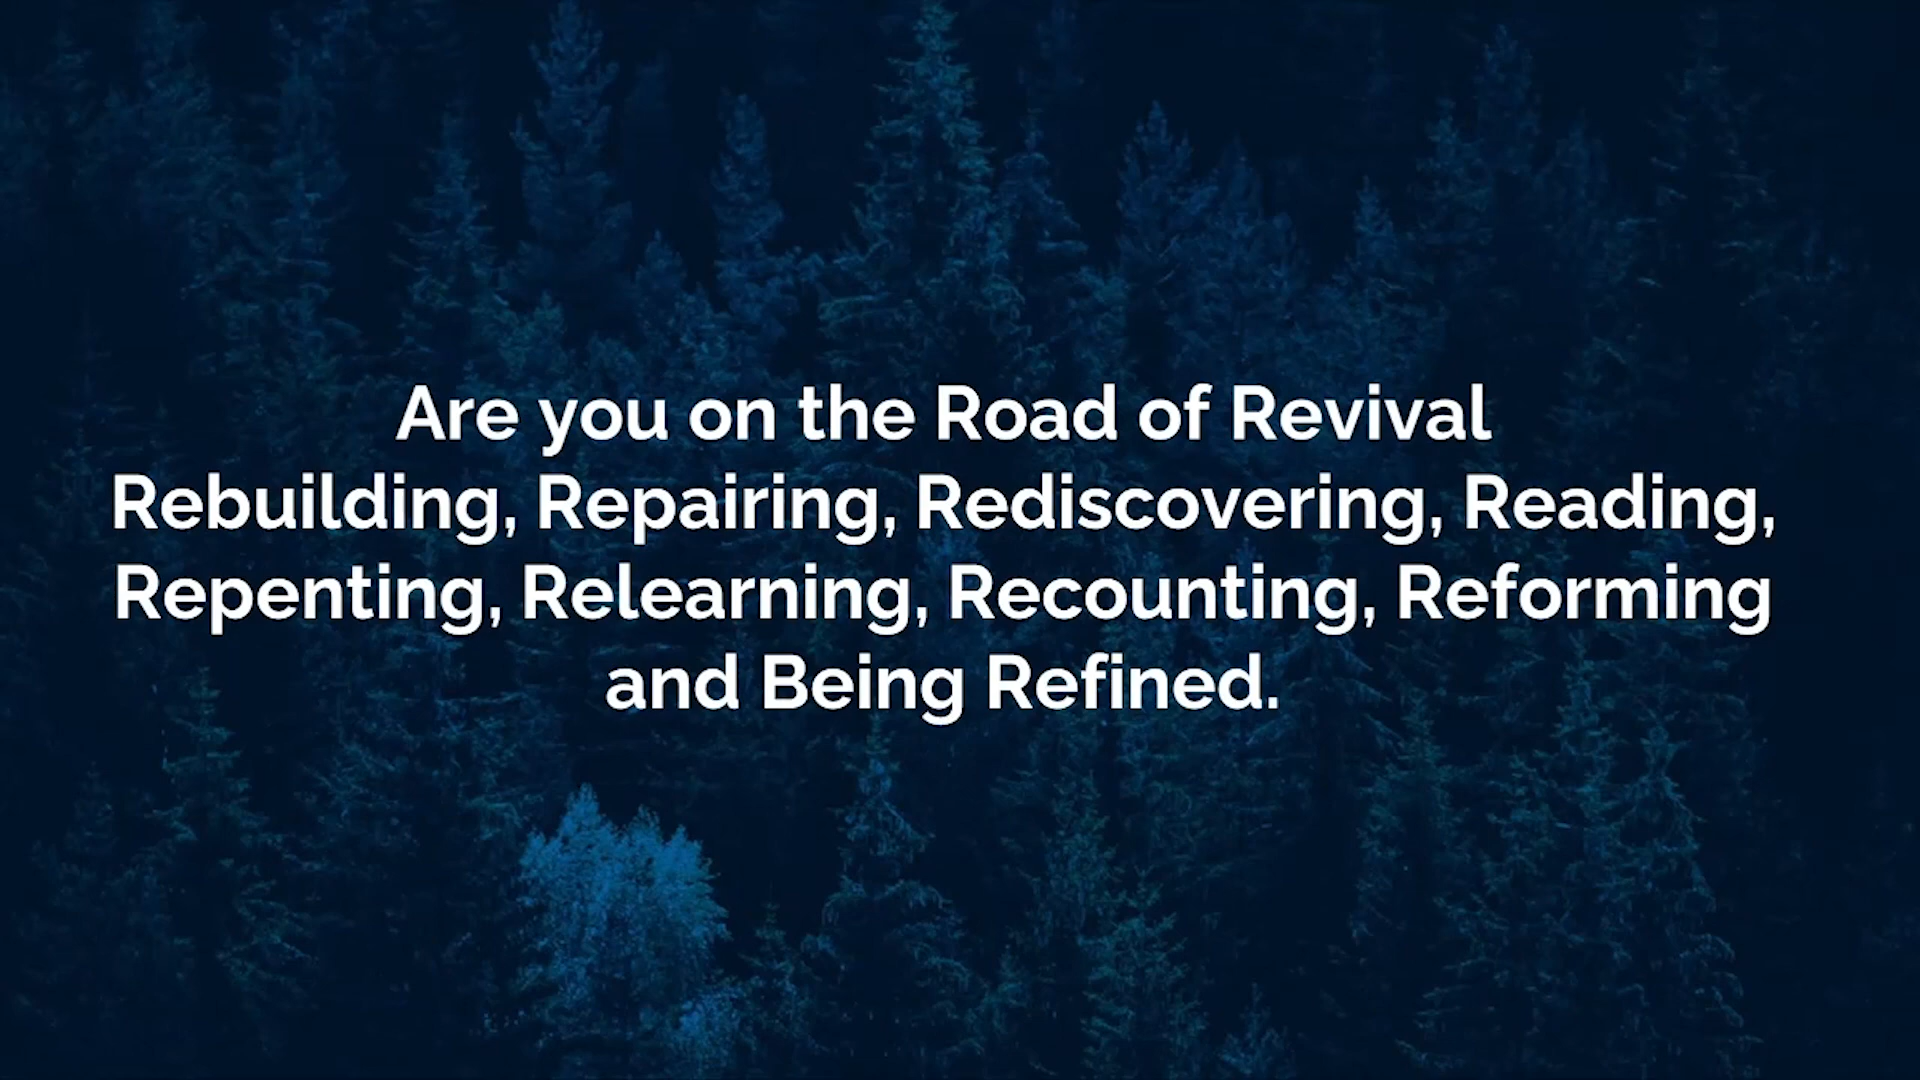 Are you on the Road of Revival
Rebuilding, Repairing, Rediscovering, Reading,
Repenting, Relearning, Recounting, Reforming
and Being Refined.